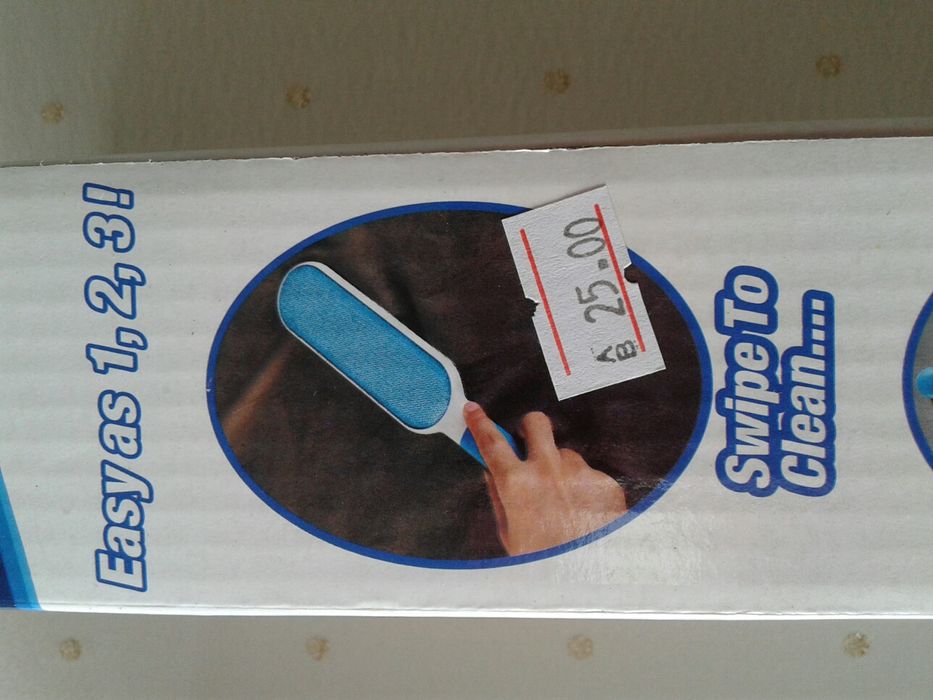 Easy as 1, 2, 3!
A
B 25.00
Swipe To
Clean....